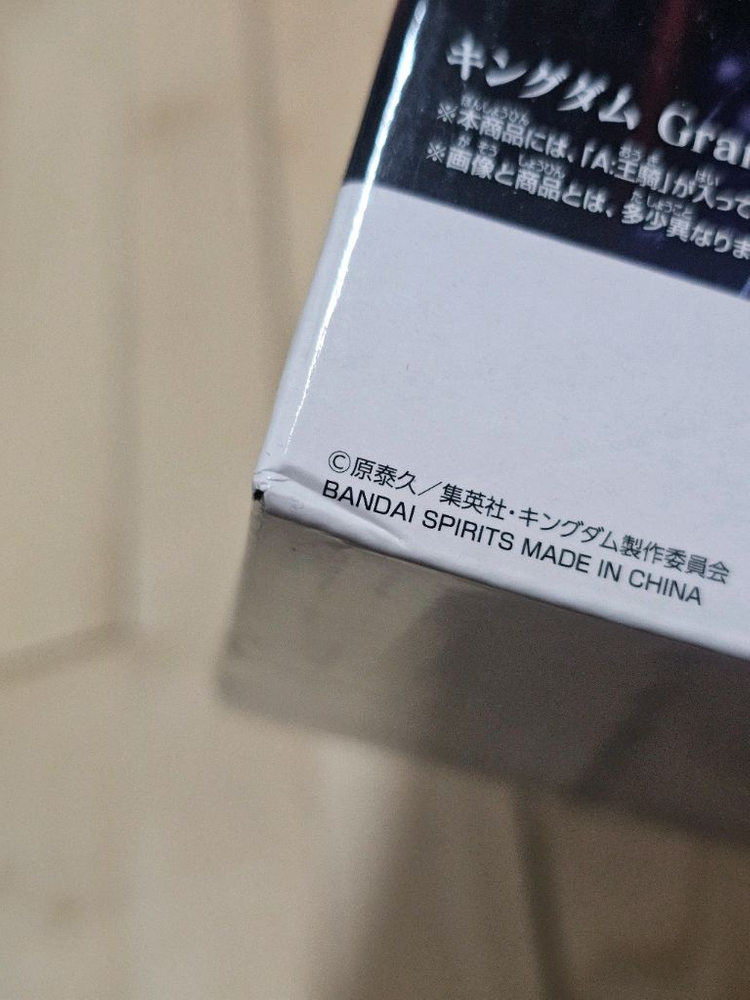 キングダム Gra
※本商品には、「A:王騎」が入って
※画像と商品とは、多少異なりま
©原泰久／集英社・キングダム製作委員会
BANDAI SPIRITS MADE IN CHINA